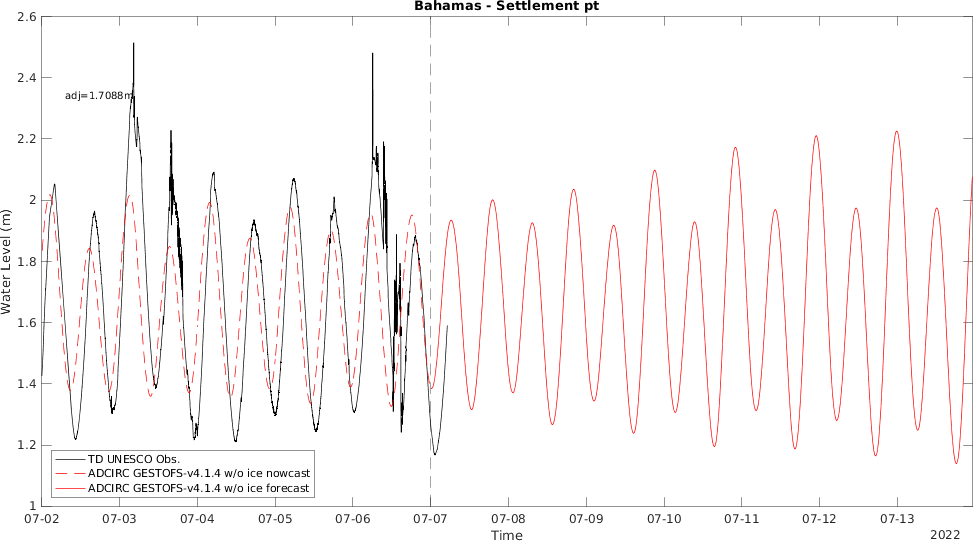 Bahamas - Settlement pt
2.6
2.4
2.2
2
1.8
1.6
1.4
1.2
1
Water Level (m)
adj=1.7088m
TD UNESCO Obs.
ADCIRC GESTOFS-v4.1.4 w/o ice nowcast
ADCIRC GESTOFS-v4.1.4 w/o ice forecast
07-02 07-03 07-04 07-05 07-06 07-07 07-08 07-09 07-10 07-11 07-12 07-13
Time
2022